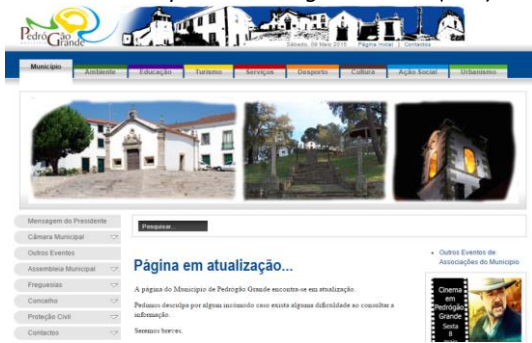 Pedrógão
Grande
Sábado, 09 Maio 2015 Página Inicial | Contactos
Município Ambiente Educação Turismo Serviços Desporto Cultura Ação Social Urbanismo
Mensagem do Presidente
Câmara Municipal
Outros Eventos
Assembleia Municipal
Freguesias
Concelho
Proteção Civil
Contactos
Pesquisar...
Página em atualização...
A página do Município de Pedrógão Grande encontra-se em atualização.
Pedimos desculpa por algum incómodo caso exista alguma dificuldade ao consultar a
informação.
Seremos breves.
Outros Eventos de
Associações do Município
Cinema
em
Pedrógão
Grande
Sexta
8
maio